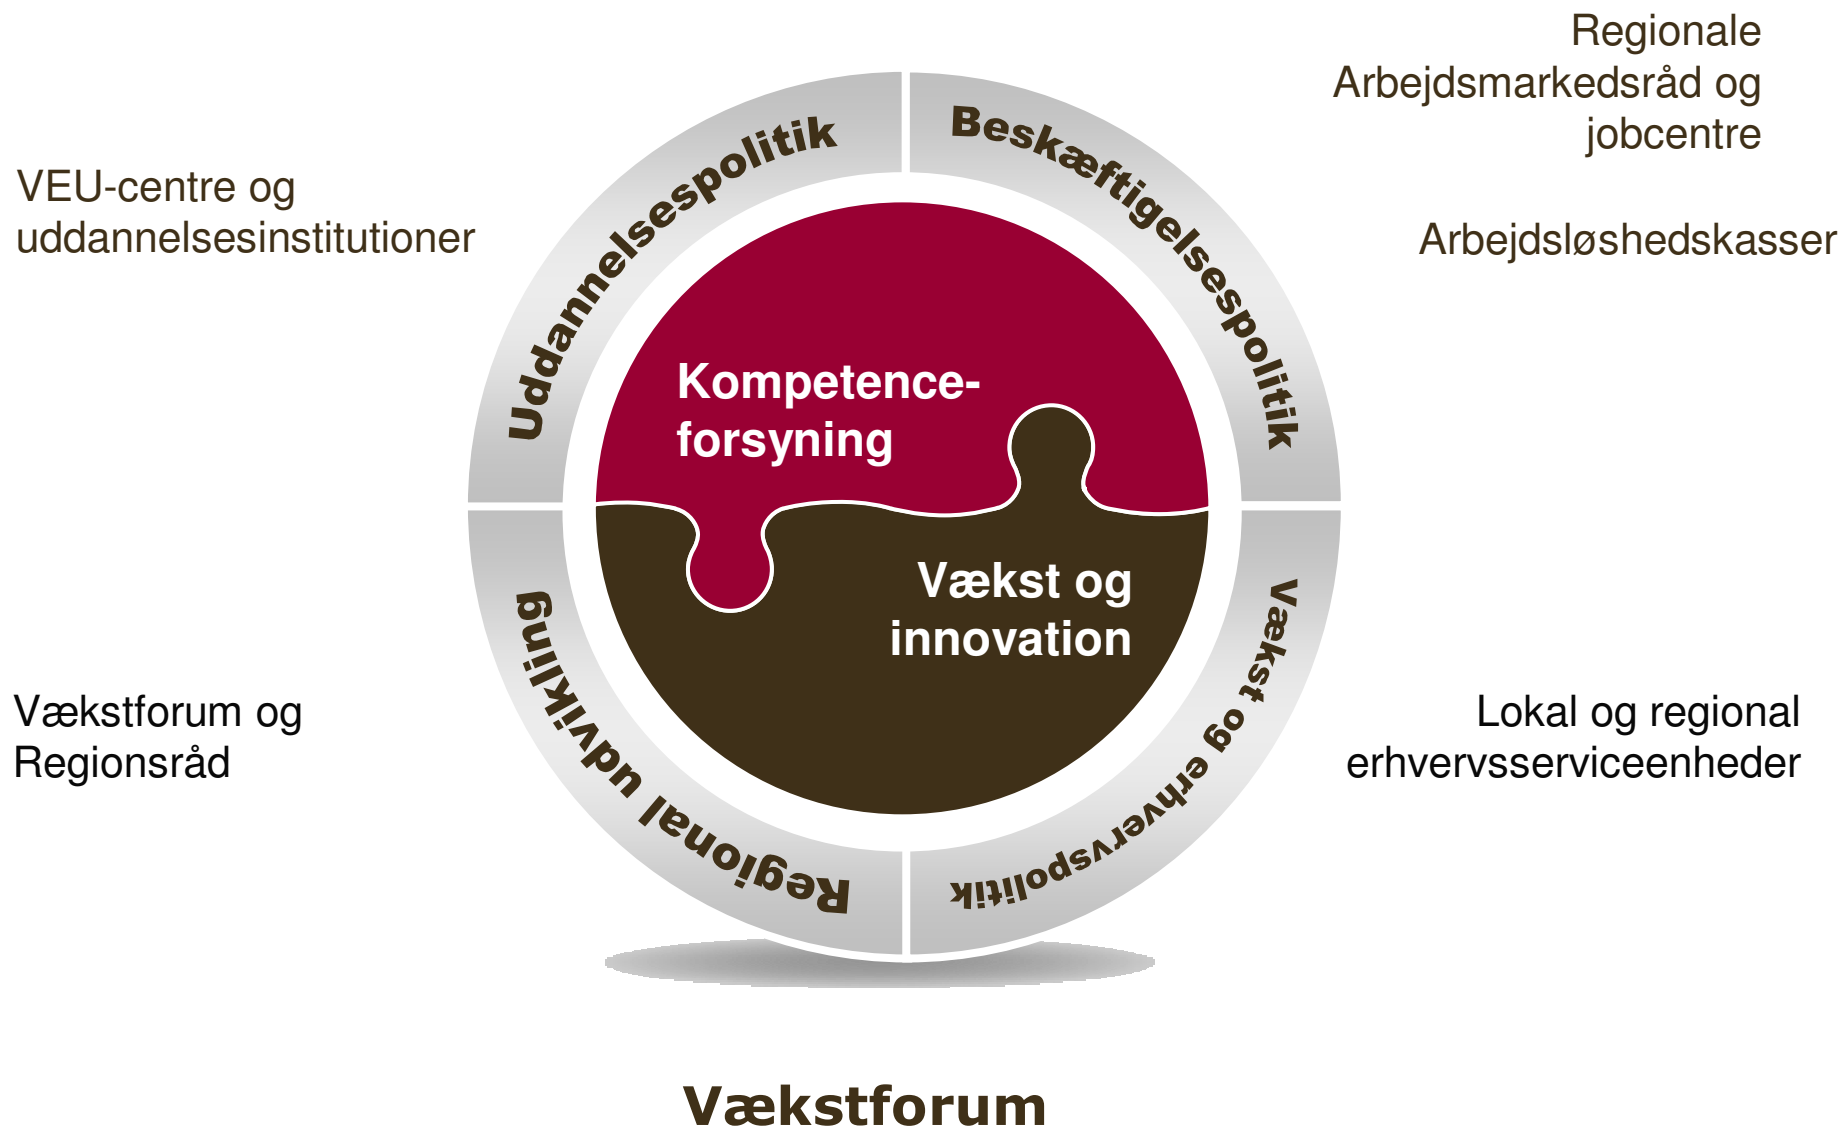 Regionale
Arbejdsmarkedsråd og
jobcentre
Arbejdsløshedskasser
VEU-centre og
uddannelsesinstitutioner
Uddannelsespolitik
Beskæftigelsespolitik
Kompetence-
forsyning
Vækst og
innovation
Regional udvikling
Vækst og erhvervspolitik
Vækstforum og
Regionsråd
Lokal og regional
erhvervsserviceenheder
Vækstforum